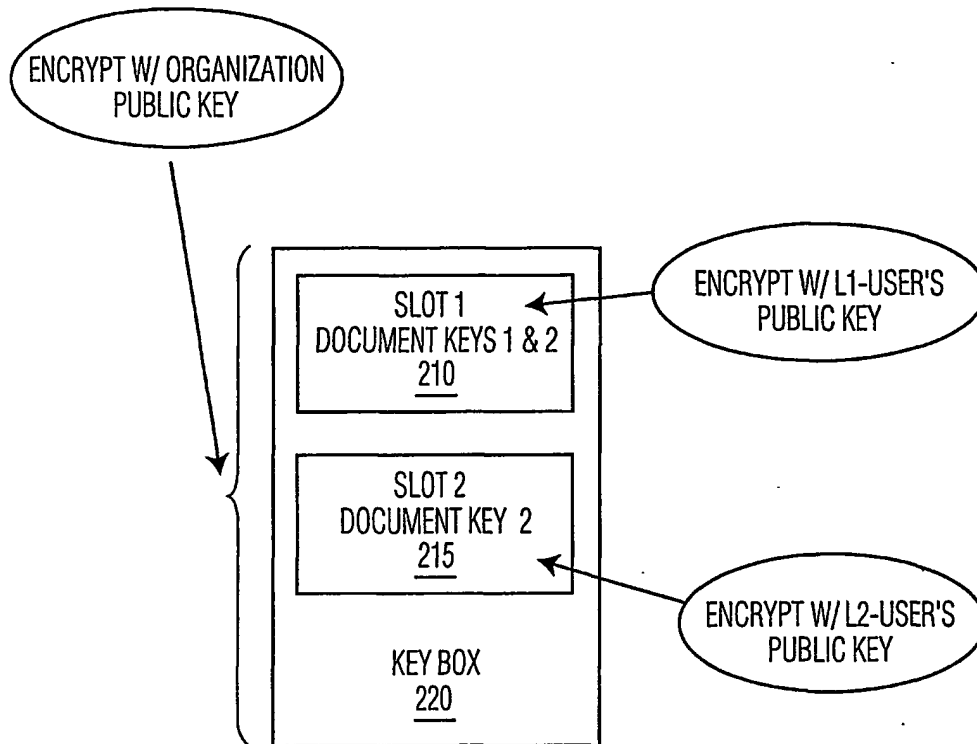 ENCRYPT W/ ORGANIZATION
PUBLIC KEY
SLOT 1
DOCUMENT KEYS 1 & 2
210
ENCRYPT W/ L1-USER'S
PUBLIC KEY
SLOT 2
DOCUMENT KEY 2
215
ENCRYPT W/ L2-USER'S
PUBLIC KEY
KEY BOX
220